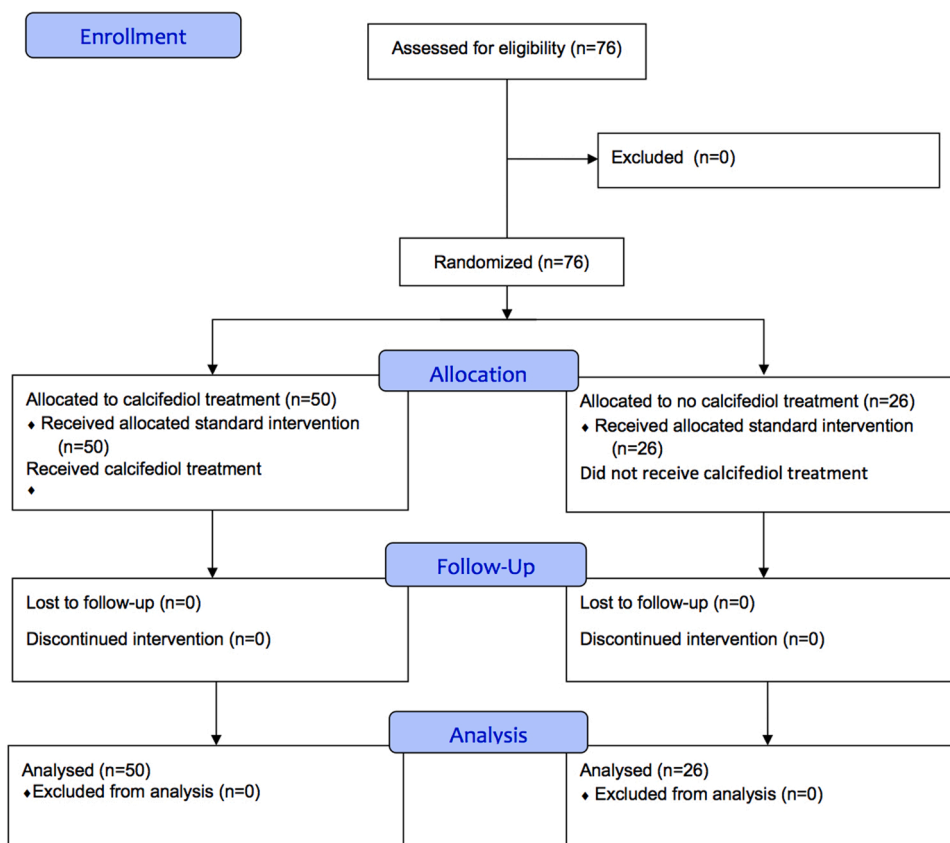 Enrollment
Assessed for eligibility (n=76)
Excluded (n=0)
Randomized (n=76)
Allocation
Allocated to calcifediol treatment (n=50)
♦ Received allocated standard intervention
(n=50)
Received calcifediol treatment
♦
Allocated to no calcifediol treatment (n=26)
♦ Received allocated standard intervention
(n=26)
Did not receive calcifediol treatment
Follow-Up
Lost to follow-up (n=0)
Discontinued intervention (n=0)
Lost to follow-up (n=0)
Discontinued intervention (n=0)
Analysis
Analysed (n=50)
♦Excluded from analysis (n=0)
Analysed (n=26)
♦ Excluded from analysis (n=0)